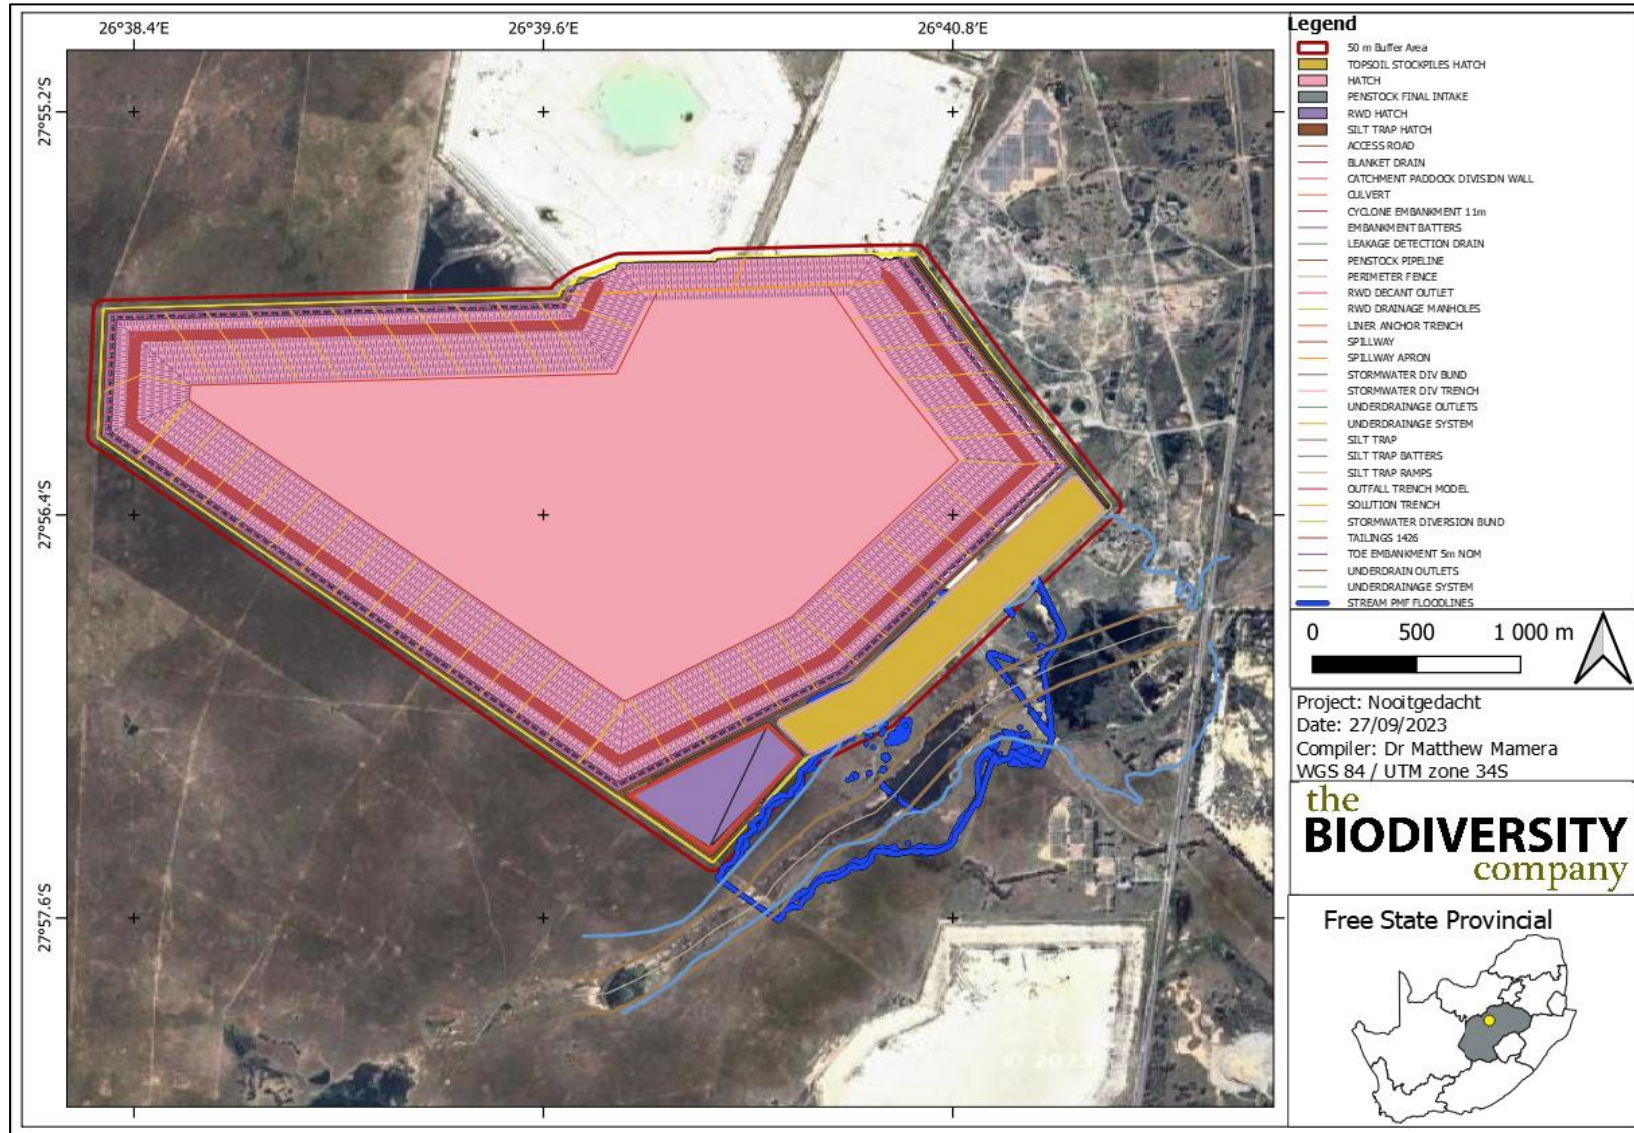 26°38.4′E
26°39.6′E
26°40.8′E
27°55.2′S
27°56.4′S
27°57.6′S
© 2023
Legend
50 m Buffer Area
TOPSOIL STOCKPILES HATCH
HATCH
PENSTOCK FINAL INTAKE
RWD HATCH
SILT TRAP HATCH
ACCESS ROAD
BLANKET DRAIN
CATCHMENT PADDOCK DIVISION WALL
CULVERT
CYCLONE EMBANKMENT 11m
EMBANKMENT BATTERS
LEAKAGE DETECTION DRAIN
PENSTOCK PIPELINE
PERIMETER FENCE
RWD DECANT OUTLET
RWD DRAINAGE MANHOLES
LINER ANCHOR TRENCH
SPILLWAY
SPILLWAY APRON
STORMWATER DIV BUND
STORMWATER DIV TRENCH
UNDERDRAINAGE OUTLETS
UNDERDRAINAGE SYSTEM
SILT TRAP
SILT TRAP BATTERS
SILT TRAP RAMPS
OUTFALL TRENCH MODEL
SOLUTION TRENCH
STORMWATER DIVERSION BUND
TAILINGS 1426
TOE EMBANKMENT 5m NOM
UNDERDRAIN OUTLETS
UNDERDRAINAGE SYSTEM
STREAM PMF FLOODLINES
0 500 1 000 m
Project: Nooitgedacht
Date: 27/09/2023
Compiler: Dr Matthew Mamera
WGS 84 / UTM zone 34S
the
BIODIVERSITY
company
Free State Provincial
© 2023